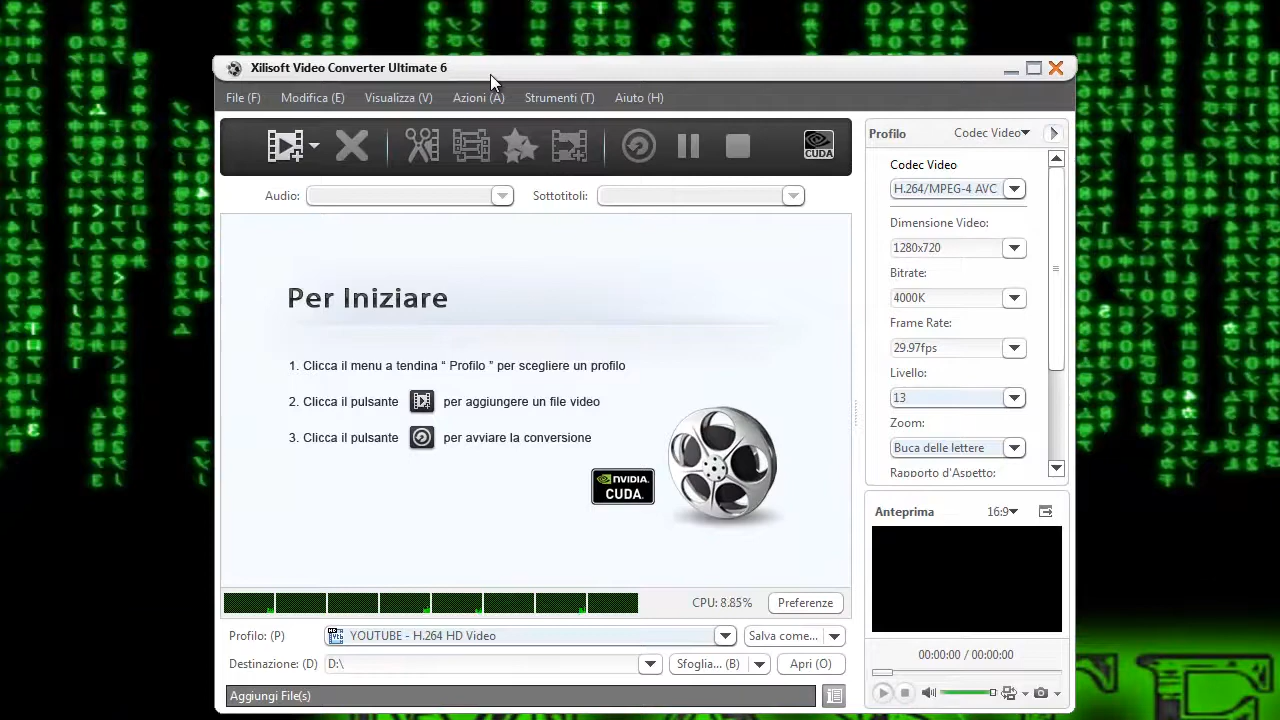 Xilisoft Video Converter Ultimate 6
File (F) Modifica (E) Visualizza (V) Azioni (A) Strumenti (T) Aiuto (H)
CUDA
Audio: Sottotitoli:
Per Iniziare
1. Clicca il menu a tendina “ Profilo ” per scegliere un profilo
2. Clicca il pulsante per aggiungere un file video
3. Clicca il pulsante per avviare la conversione
NVIDIA.
CUDA.
CPU: 8.85% Preferenze
Profilo: (P) YOUTUBE - H.264 HD Video Salva come...
Destinazione: (D) D:\ Sfoglia... (B) Apri (O)
Aggiungi File(s)
Profilo Codec Video
Codec Video
H.264/MPEG-4 AVC
Dimensione Video:
1280x720
Bitrate:
4000K
Frame Rate:
29.97fps
Livello:
13
Zoom:
Buca delle lettere
Rapporto d'Aspetto:
Anteprima 16:9
00:00:00 / 00:00:00